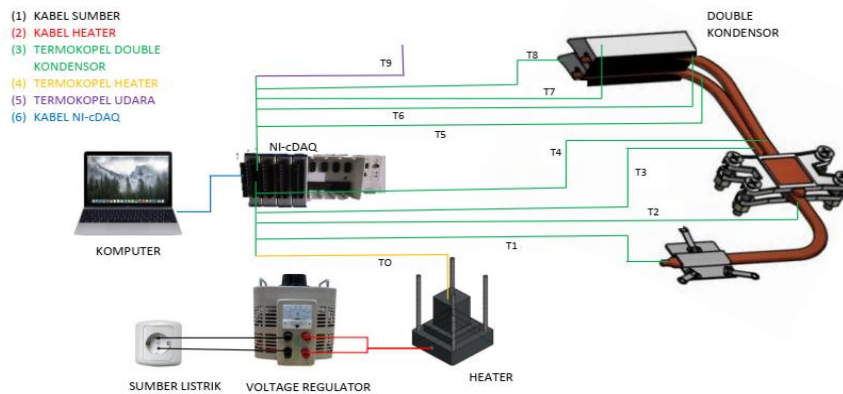 (1) KABEL SUMBER
(2) KABEL HEATER
(3) TERMOKOPEL DOUBLE
KONDENSOR
(4) TERMOKOPEL HEATER
(5) TERMOKOPEL UDARA
(6) KABEL NI-cDAQ
DOUBLE
KONDENSOR
T9
T8
T7
T6
T5
NI-cDAQ
T4
T3
T2
T1
TO
KOMPUTER
SUMBER LISTRIK
VOLTAGE REGULATOR
HEATER